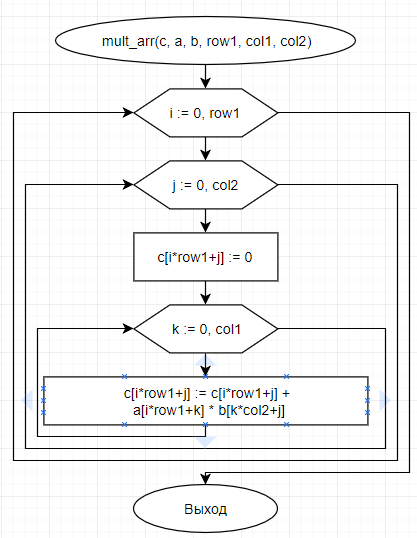 mult_arr(c, a, b, row1, col1, col2)
i := 0, row1
j := 0, col2
c[i*row1+j] := 0
k := 0, col1
c[i*row1+j] := c[i*row1+j] +
a[i*row1+k] * b[k*col2+j]
Выход